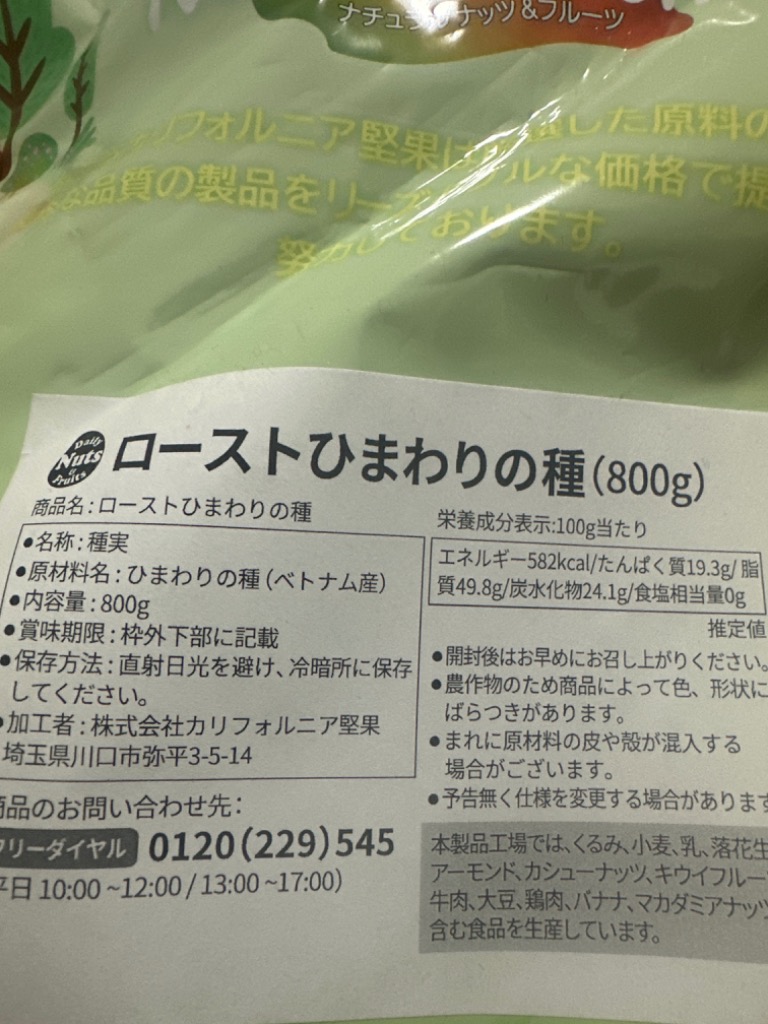 ナチュラルナッツ&フルーツ
カリフォルニア堅果は した原料の
品質の製品をリーズナブルな価格で提
努力しております。
Daily
Nuts
&
Fruits
ローストひまわりの種(800g)
商品名:ローストひまわりの種
●名称:種実
●原材料名:ひまわりの種(ベトナム産)
●内容量:800g
●賞味期限:枠外下部に記載
●保存方法:直射日光を避け、冷暗所に保存
してください。
●加工者:株式会社カリフォルニア堅果
埼玉県川口市弥平3-5-14
商品のお問い合わせ先:
フリーダイヤル 0120(229)545
平日 10:00 ~12:00 / 13:00 ~17:00)
栄養成分表示:100g当たり
エネルギー582kcal/たんぱく質19.3g/ 脂
質49.8g/炭水化物24.1g/食塩相当量0g
推定値
●開封後はお早めにお召し上がりください。
●農作物のため商品によって色、形状に
ばらつきがあります。
●まれに原材料の皮や殻が混入する
場合がございます。
●予告無く仕様を変更する場合があります
本製品工場では、くるみ、小麦、乳、落花生
アーモンド、カシューナッツ、キウイフルーツ
牛肉、大豆、鶏肉、バナナ、マカダミアナッツ
含む食品を生産しています。